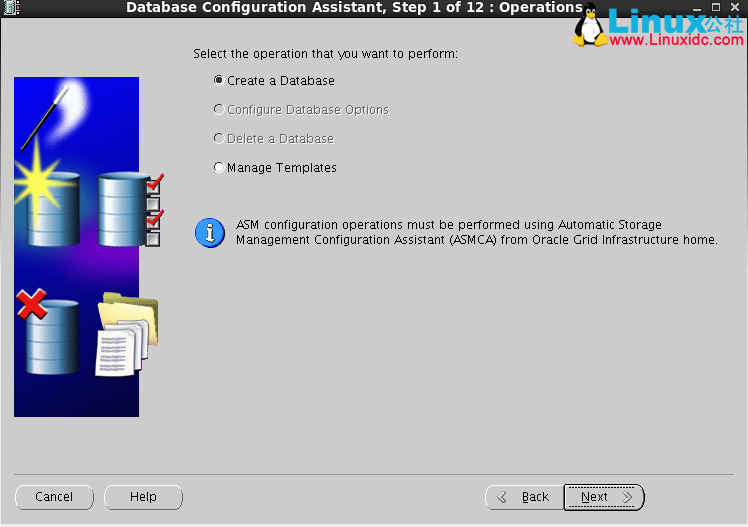 Database Configuration Assistant, Step 1 of 12 : Operations
Linux公社
www.Linuxidc.com
Select the operation that you want to perform:
Create a Database
Configure Database Options
Delete a Database
Manage Templates
ASM configuration operations must be performed using Automatic Storage
Management Configuration Assistant (ASMCA) from Oracle Grid Infrastructure home.
Cancel
Help
Back
Next